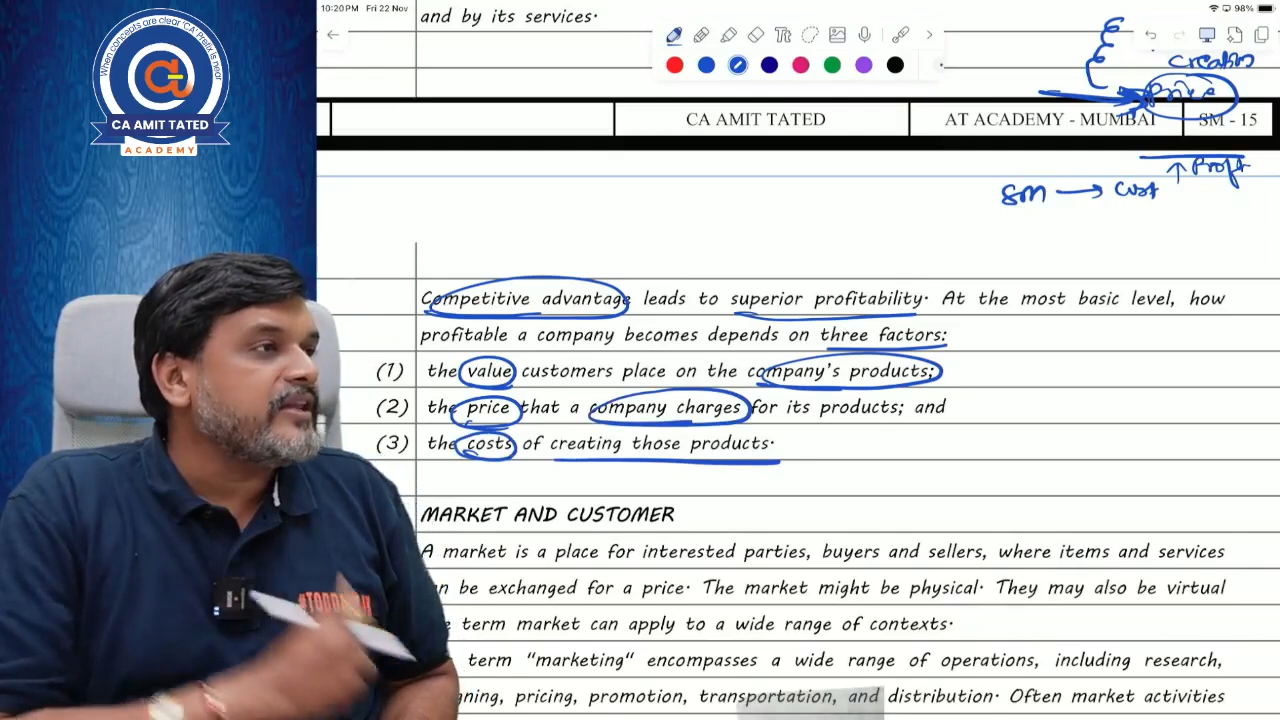 10:20 PM Fri 22 Nov
98%
When concepts are clear 'CA' Prefix is near
CA AMIT TATED
ACADEMY
and by its services.
Creation
Price
CA AMIT TATED
AT ACADEMY - MUMBAI
SM - 15
↑ Profit
SM → Cust
Competitive advantage leads to superior profitability. At the most basic level, how
profitable a company becomes depends on three factors:
(1) the value customers place on the company's products;
(2) the price that a company charges for its products; and
(3) the costs of creating those products.
MARKET AND CUSTOMER
A market is a place for interested parties, buyers and sellers, where items and services
be exchanged for a price. The market might be physical. They may also be virtual
term market can apply to a wide range of contexts.
term "marketing" encompasses a wide range of operations, including research,
pricing, promotion, transportation, and distribution. Often market activities